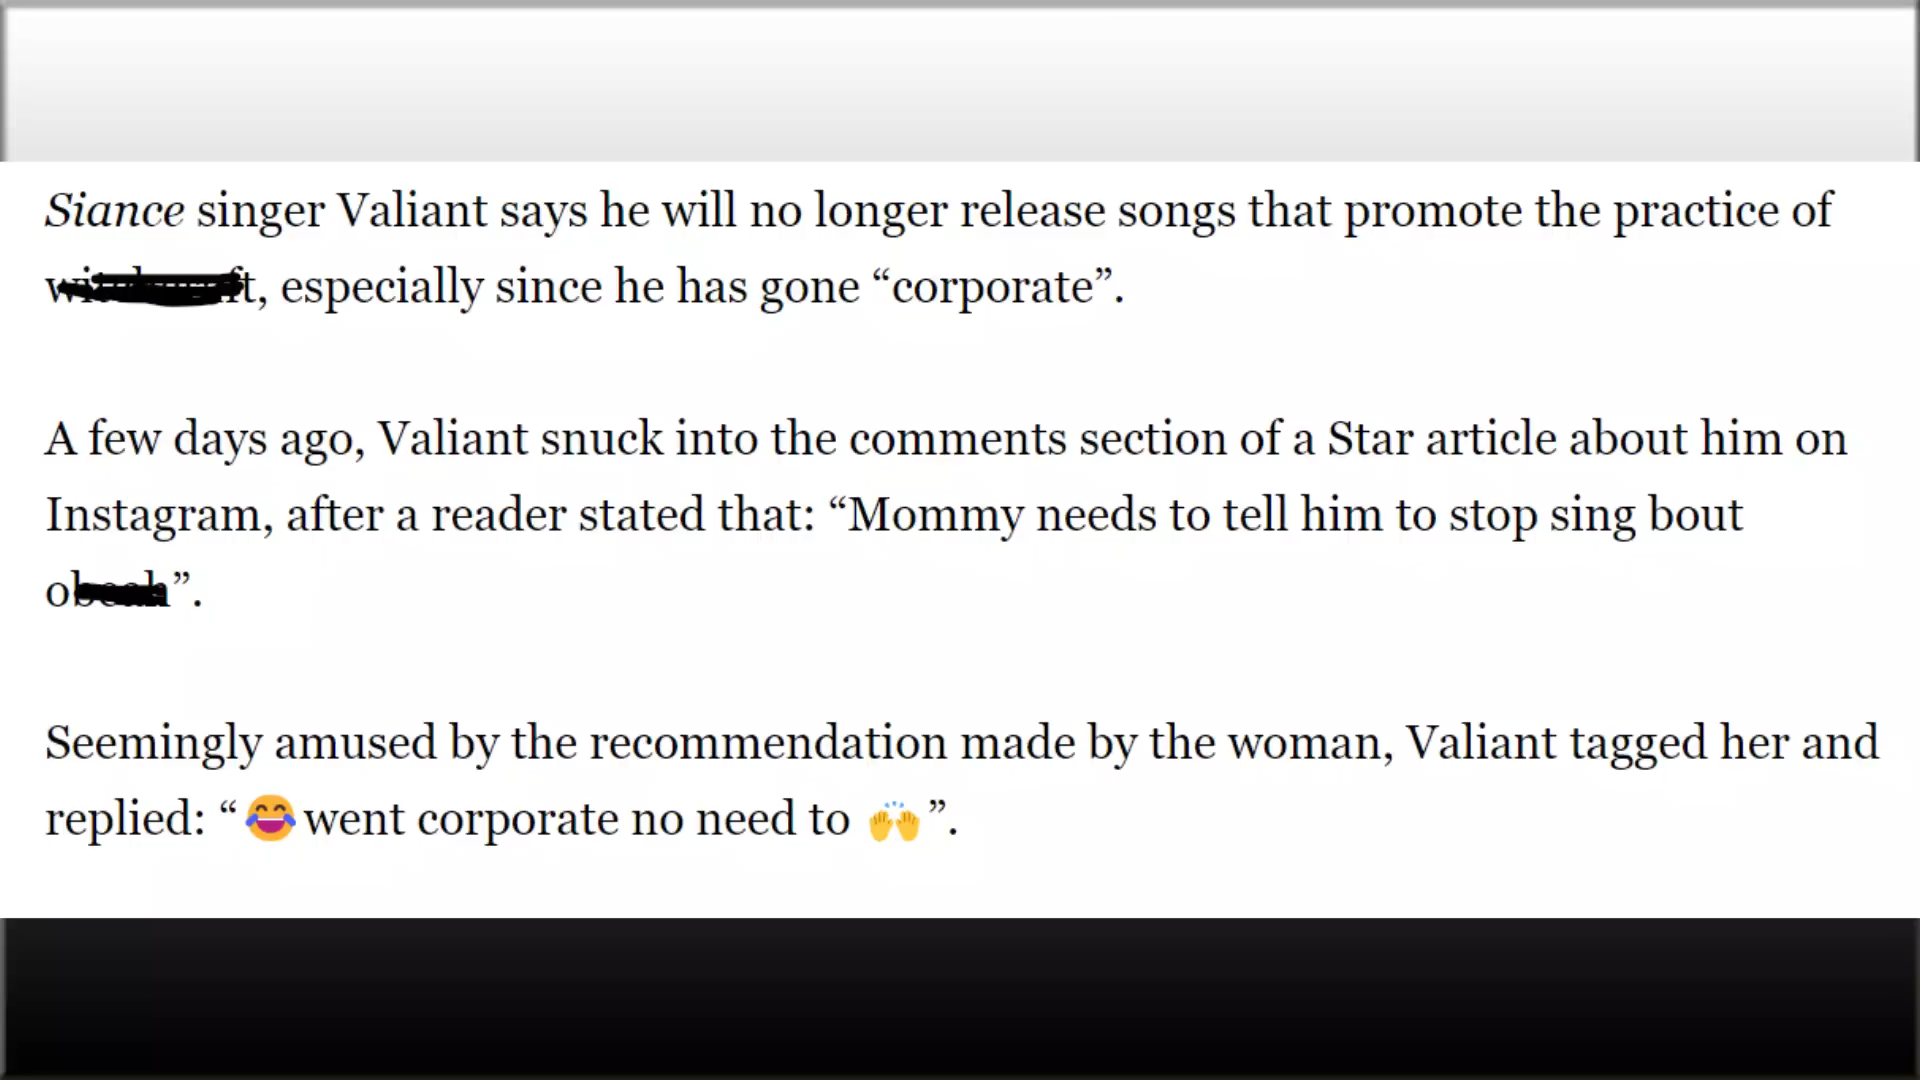 Siance singer Valiant says he will no longer release songs that promote the practice of
, especially since he has gone “corporate”.
A few days ago, Valiant snuck into the comments section of a Star article about him on
Instagram, after a reader stated that: “Mommy needs to tell him to stop sing bout
”.
Seemingly amused by the recommendation made by the woman, Valiant tagged her and
replied: “😂went corporate no need to 🙌”.